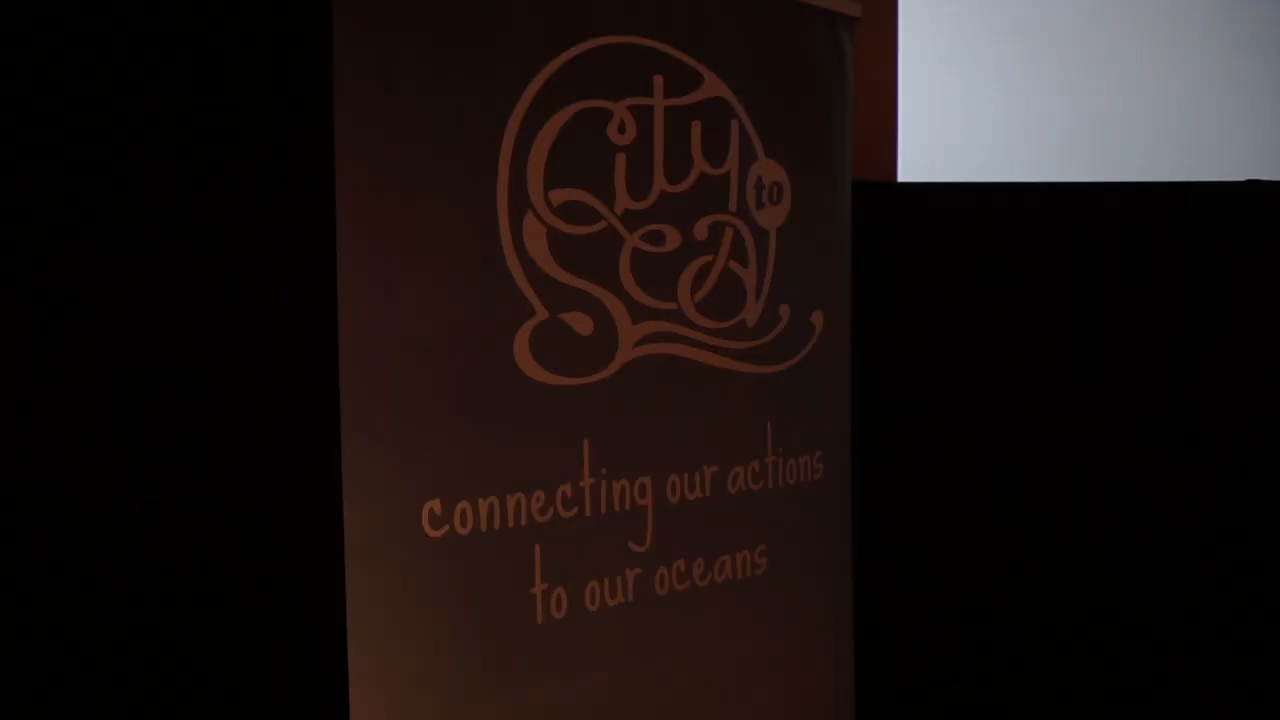 City
to
SEA
connecting our actions
to our oceans